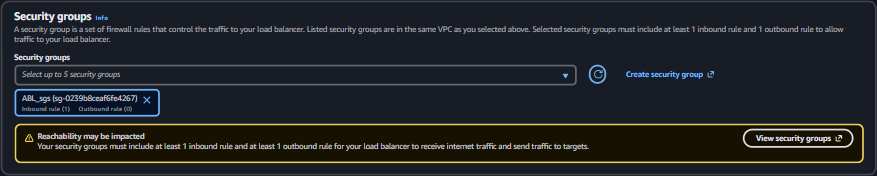 Security groups Info
A security group is a set of firewall rules that control the traffic to your load balancer. Listed security groups are in the same VPC as you selected above. Selected security groups must include at least 1 inbound rule and 1 outbound rule to allow
traffic to your load balancer.
Security groups
Select up to 5 security groups
Create security group
ABL_sgs (sg-0239b8ceaf6fe4267)
Inbound rule (1) Outbound rule (0)
Reachability may be impacted
Your security groups must include at least 1 inbound rule and at least 1 outbound rule for your load balancer to receive internet traffic and send traffic to targets.
View security groups